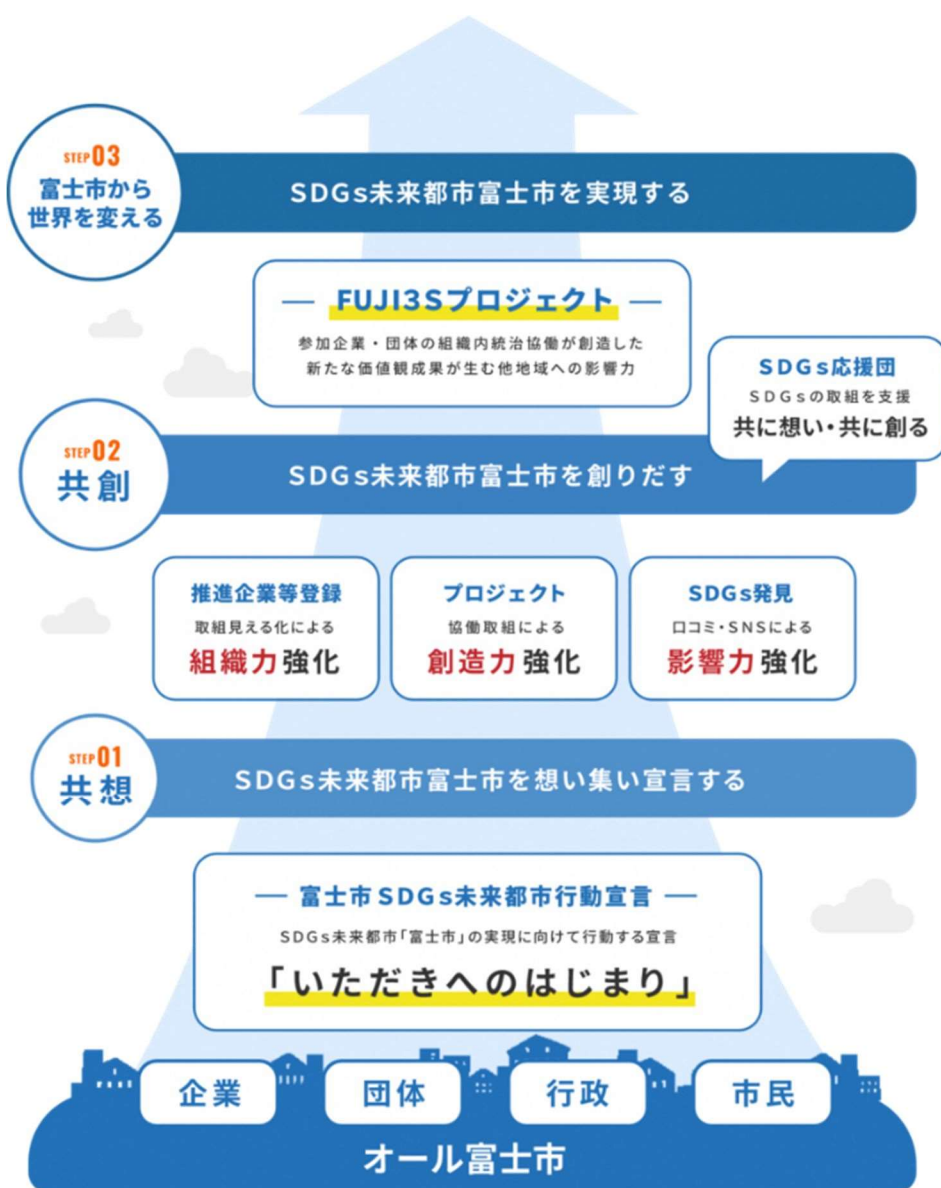 STEP03
富士市から
世界を変える
SDGs未来都市富士市を実現する
FUJI3Sプロジェクト
参加企業・団体の組織内統治協働が創造した
新たな価値観成果が生む他地域への影響力
SDGs応援団
SDGsの取組を支援
共に想い・共に創る
STEP02
共創
SDGs未来都市富士市を創りだす
推進企業等登録
取組見える化による
組織力強化
プロジェクト
協働取組による
創造力強化
SDGs発見
口コミ・SNSによる
影響力強化
STEP01
共想
SDGs未来都市富士市を想い集い宣言する
富士市SDGs未来都市行動宣言
SDGs未来都市「富士市」の実現に向けて行動する宣言
「いただきへのはじまり」
企業
団体
行政
市民
オール富士市